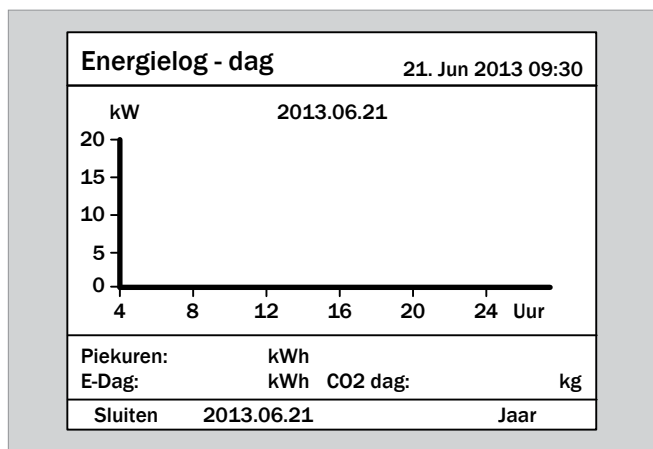 Energielog - dag 21. Jun 2013 09:30
kW 2013.06.21
20
15
10
5
0
4 8 12 16 20 24 Uur
Piekuren: kWh
E-Dag: kWh CO2 dag: kg
Sluiten 2013.06.21 Jaar